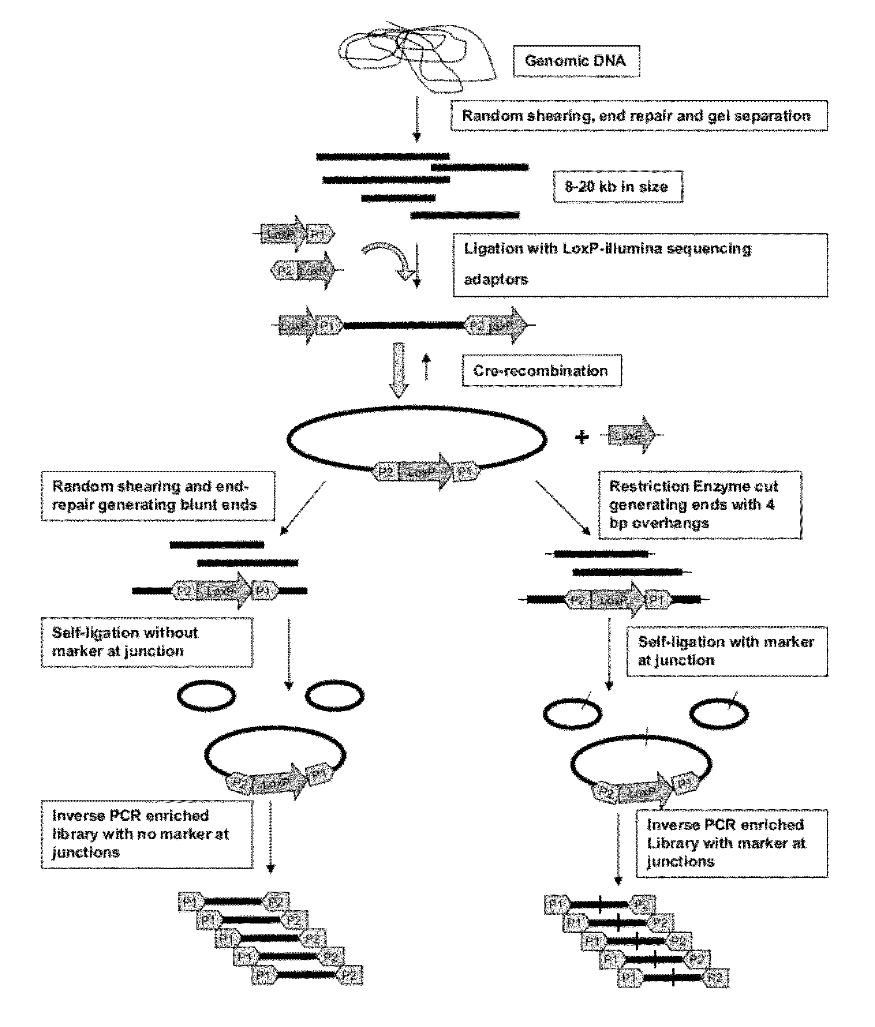 Genomic DNA
Random shearing, end repair and gel separation
8-20 kb in size
LoxP P1
P2 LoxP
Ligation with LoxP-Illumina sequencing
adaptors
LoxP P1 P2 LoxP
Cre-recombination
+ LoxP
P2 LoxP P1
Random shearing and end-
repair generating blunt ends
Restriction Enzyme cut
generating ends with 4
bp overhangs
P2 LoxP P1
P2 LoxP P1
Self-ligation without
marker at junction
Self-ligation with marker
at junction
P2 LoxP P1
P2 LoxP P1
Inverse PCR enriched
library with no marker at
junctions
Inverse PCR enriched
Library with marker at
junctions
P1 P2
P1 P2
P1 P2
P1 P2
P1 P2
P1 P2
P1 P2
P1 P2
P1 P2
P1 P2